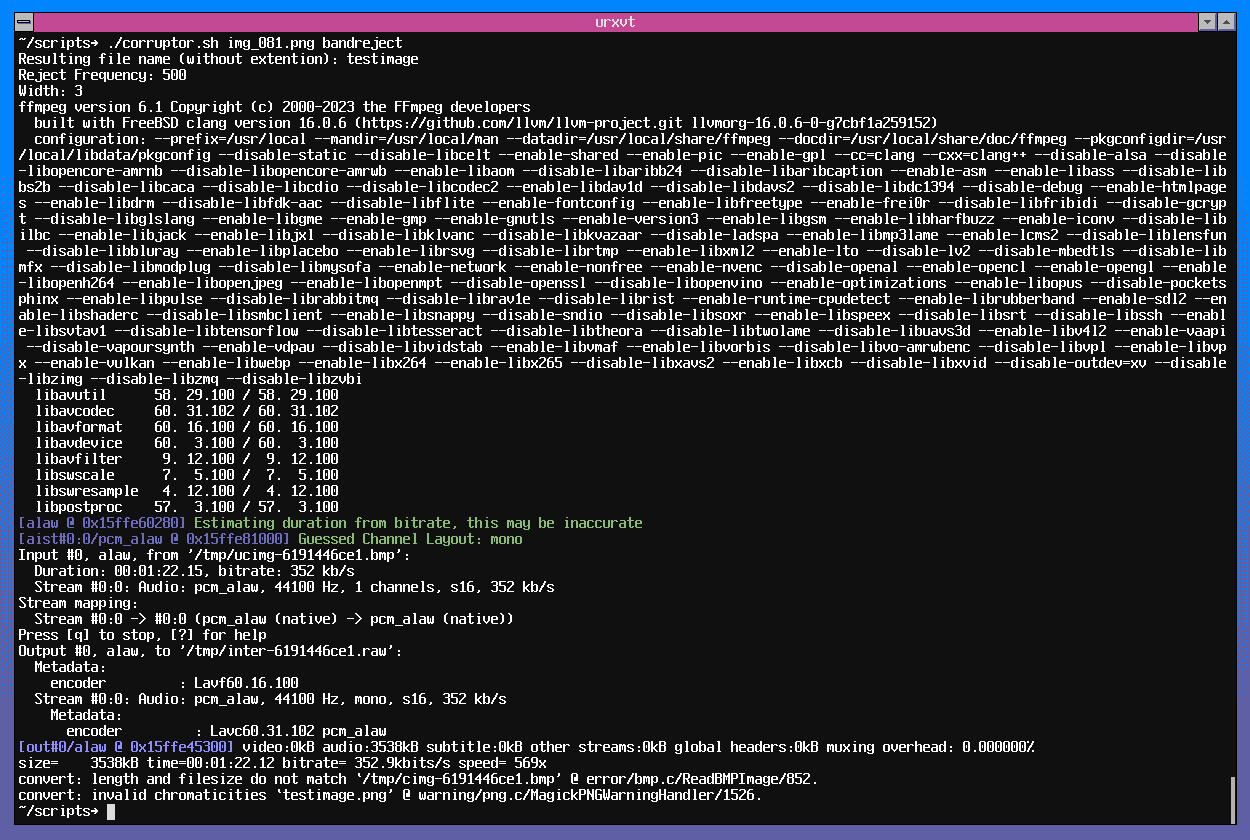 urxvt
~/scripts→ ./corruptor.sh img_081.png bandreject
Resulting file name (without extention): testimage
Reject Frequency: 500
Width: 3
ffmpeg version 6.1 Copyright (c) 2000-2023 the FFmpeg developers
  built with FreeBSD clang version 16.0.6 (https://github.com/llvm/llvm-project.git llvmorg-16.0.6-0-g7cbf1a259152)
  configuration: --prefix=/usr/local --mandir=/usr/local/man --datadir=/usr/local/share/ffmpeg --docdir=/usr/local/share/doc/ffmpeg --pkgconfigdir=/usr
/local/libdata/pkgconfig --disable-static --disable-libcelt --enable-shared --enable-pic --enable-gpl --cc=clang --cxx=clang++ --disable-alsa --disable
-libopencore-amrnb --disable-libopencore-amrwb --enable-libaom --disable-libaribb24 --disable-libaribcaption --enable-asm --enable-libass --disable-lib
bs2b --disable-libcaca --disable-libcdio --disable-libcodec2 --enable-libdav1d --disable-libdavs2 --disable-libdc1394 --disable-debug --enable-htmlpage
s --enable-libdrm --disable-libfdk-aac --disable-libflite --enable-fontconfig --enable-libfreetype --enable-frei0r --disable-libfribidi --disable-gcryp
t --disable-libglslang --enable-libgme --enable-gmp --enable-gnutls --enable-version3 --enable-libgsm --enable-libharfbuzz --enable-iconv --disable-lib
ilbc --enable-libjack --enable-libjxl --disable-libklvanc --disable-libkvazaar --disable-ladspa --enable-libmp3lame --enable-lcms2 --disable-liblensfun
 --disable-libbluray --enable-libplacebo --enable-librsvg --disable-librtmp --enable-libxml2 --enable-lto --disable-lv2 --disable-mbedtls --disable-lib
mfx --disable-libmodplug --disable-libmysofa --enable-network --enable-nonfree --enable-nvenc --disable-openal --enable-opencl --enable-opengl --enable
-libopenh264 --enable-libopenjpeg --enable-libopenmpt --disable-openssl --disable-libopenvino --enable-optimizations --enable-libopus --disable-pockets
phinx --enable-libpulse --disable-librabbitmq --disable-librav1e --disable-librist --enable-runtime-cpudetect --enable-librubberband --enable-sdl2 --en
able-libshaderc --disable-libsmbclient --enable-libsnappy --disable-sndio --disable-libsoxr --enable-libspeex --disable-libsrt --disable-libssh --enabl
e-libsvtav1 --disable-libtensorflow --disable-libtesseract --disable-libtheora --disable-libtwolame --disable-libuavs3d --enable-libv4l2 --enable-vaapi
 --disable-vapoursynth --enable-vdpau --disable-libvidstab --enable-libvmaf --enable-libvorbis --disable-libvo-amrwbenc --disable-libvpl --enable-libvp
x --enable-vulkan --enable-libwebp --enable-libx264 --enable-libx265 --disable-libxavs2 --enable-libxcb --disable-libxvid --disable-outdev=xv --disable
-libzimg --disable-libzmq --disable-libzvbi
  libavutil      58. 29.100 / 58. 29.100
  libavcodec     60. 31.102 / 60. 31.102
  libavformat    60. 16.100 / 60. 16.100
  libavdevice    60.  3.100 / 60.  3.100
  libavfilter     9. 12.100 /  9. 12.100
  libswscale      7.  5.100 /  7.  5.100
  libswresample   4. 12.100 /  4. 12.100
  libpostproc    57.  3.100 / 57.  3.100
[alaw @ 0x15ffe60280] Estimating duration from bitrate, this may be inaccurate
[aist#0:0/pcm_alaw @ 0x15ffe81000] Guessed Channel Layout: mono
Input #0, alaw, from '/tmp/ucimg-6191446ce1.bmp':
  Duration: 00:01:22.15, bitrate: 352 kb/s
  Stream #0:0: Audio: pcm_alaw, 44100 Hz, 1 channels, s16, 352 kb/s
Stream mapping:
  Stream #0:0 -> #0:0 (pcm_alaw (native) -> pcm_alaw (native))
Press [q] to stop, [?] for help
Output #0, alaw, to '/tmp/inter-6191446ce1.raw':
  Metadata:
    encoder         : Lavf60.16.100
  Stream #0:0: Audio: pcm_alaw, 44100 Hz, mono, s16, 352 kb/s
    Metadata:
      encoder         : Lavc60.31.102 pcm_alaw
[out#0/alaw @ 0x15ffe45300] video:0kB audio:3538kB subtitle:0kB other streams:0kB global headers:0kB muxing overhead: 0.000000%
size=    3538kB time=00:01:22.12 bitrate= 352.9kbits/s speed= 569x
convert: length and filesize do not match `/tmp/cimg-6191446ce1.bmp' @ error/bmp.c/ReadBMPImage/852.
convert: invalid chromaticities `testimage.png' @ warning/png.c/MagickPNGWarningHandler/1526.
~/scripts→